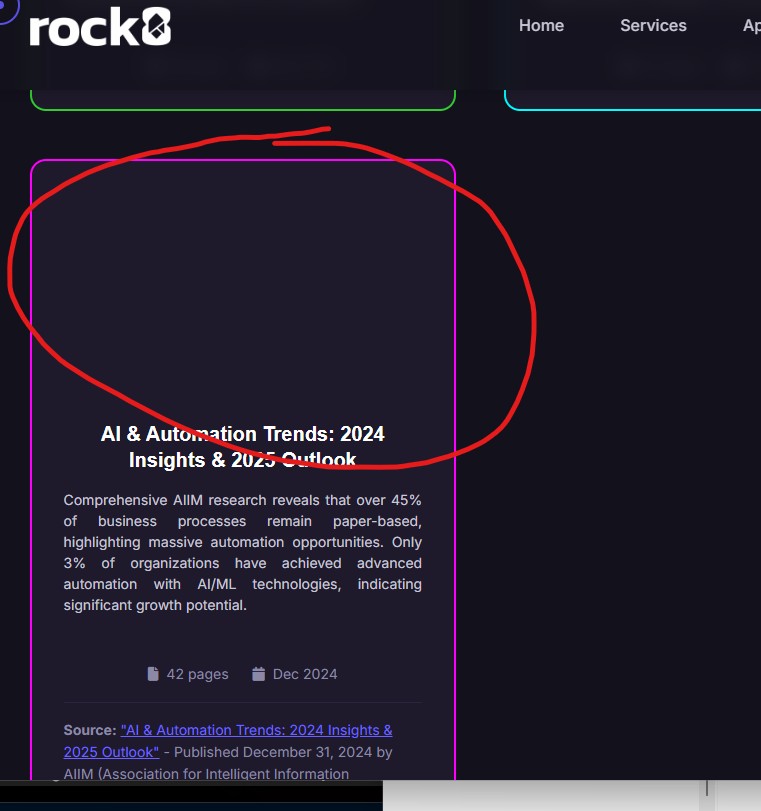 rock8
Home Services Ap
AI & Automation Trends: 2024
Insights & 2025 Outlook
Comprehensive AIIM research reveals that over 45%
of business processes remain paper-based,
highlighting massive automation opportunities. Only
3% of organizations have achieved advanced
automation with AI/ML technologies, indicating
significant growth potential.
42 pages Dec 2024
Source: "AI & Automation Trends: 2024 Insights &
2025 Outlook" - Published December 31, 2024 by
AIIM (Association for Intelligent Information